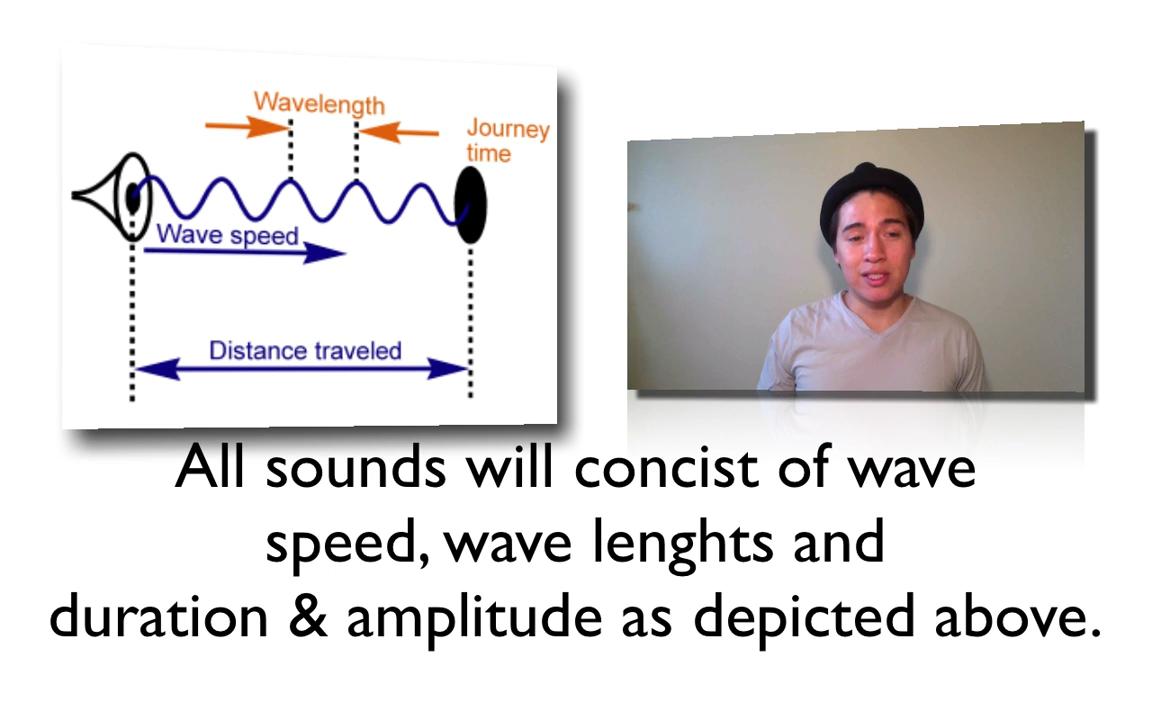 Wavelength
Journey
time
Wave speed
Distance traveled
All sounds will concist of wave
speed, wave lenghts and
duration & amplitude as depicted above.